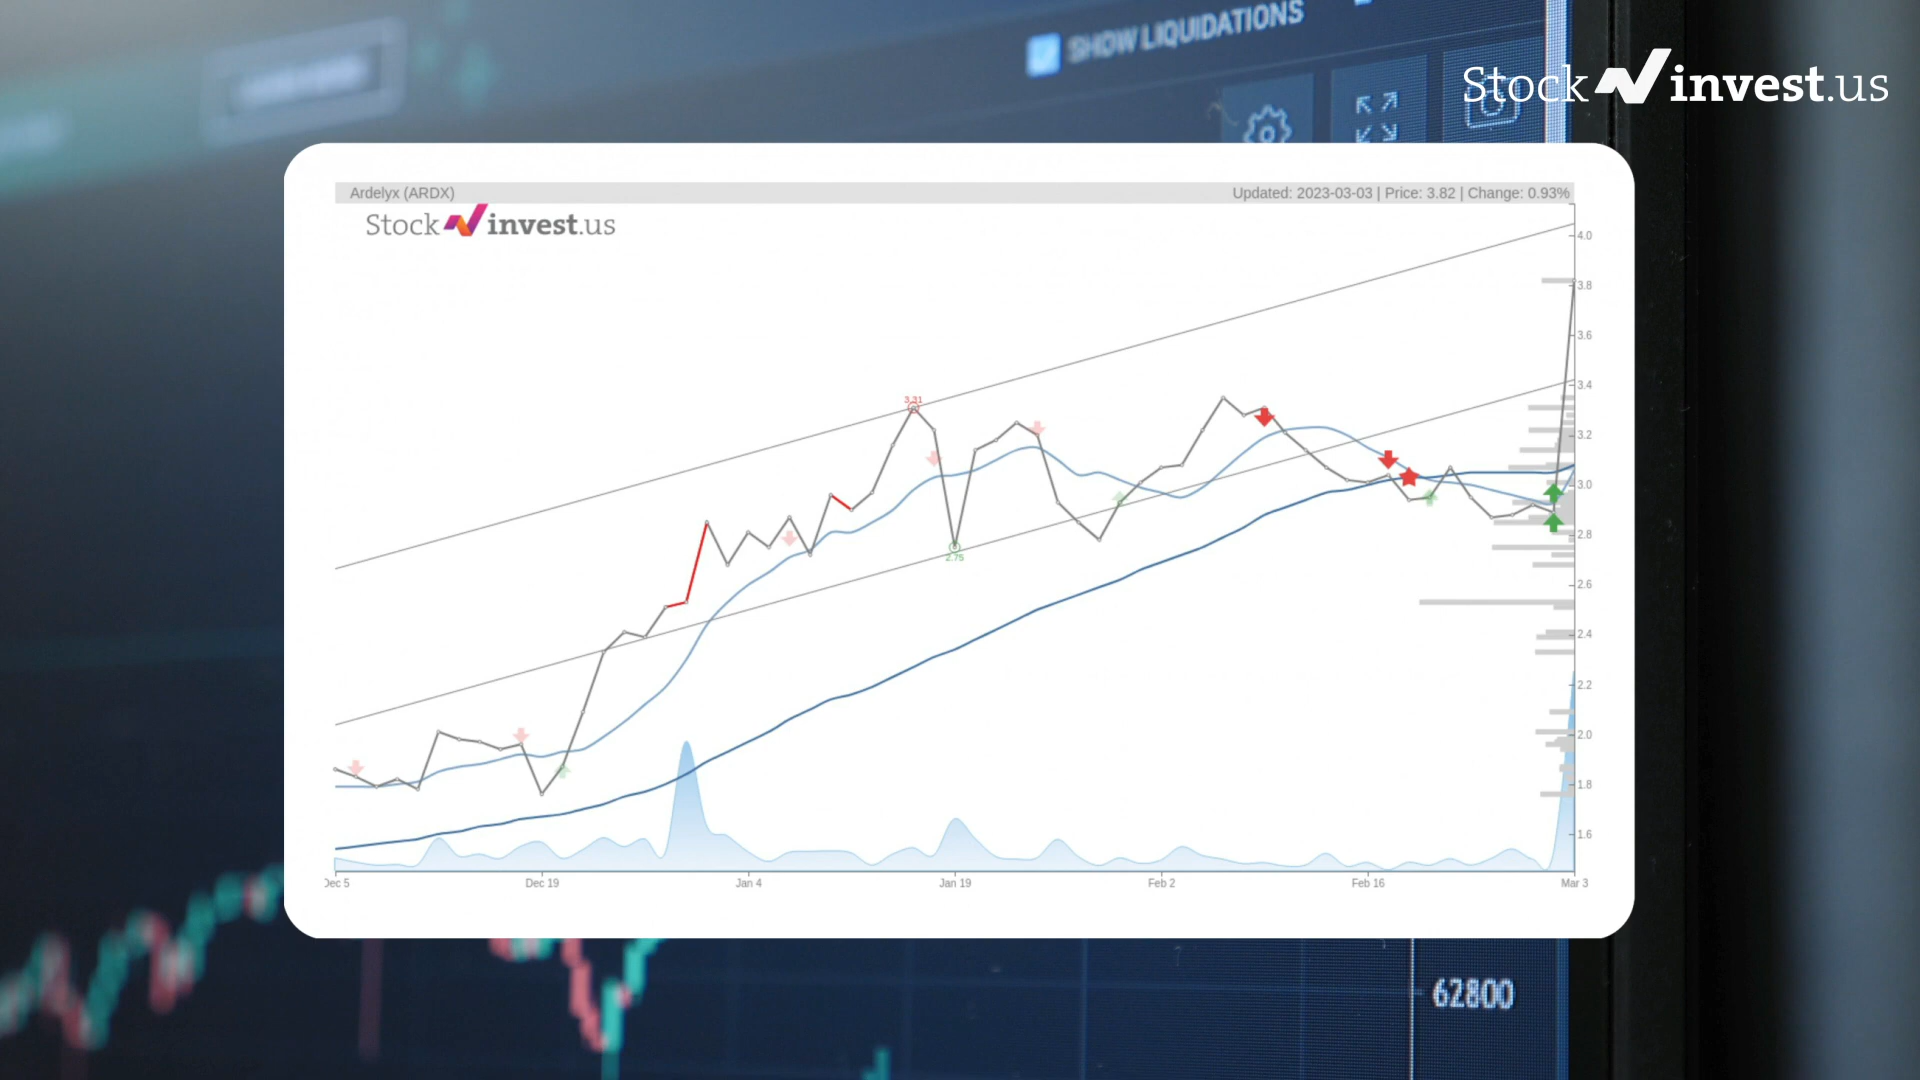 SHOW LIQUIDATIONS
Stock invest.us
Ardelyx (ARDX)
Updated: 2023-03-03 | Price: 3.82 | Change: 0.93%
Stock invest.us
4.0
3.8
3.6
3.4
3.31
3.2
3.0
2.8
2.75
2.6
2.4
2.2
2.0
1.8
1.6
Dec 5
Dec 19
Jan 4
Jan 19
Feb 2
Feb 16
Mar 3
62800